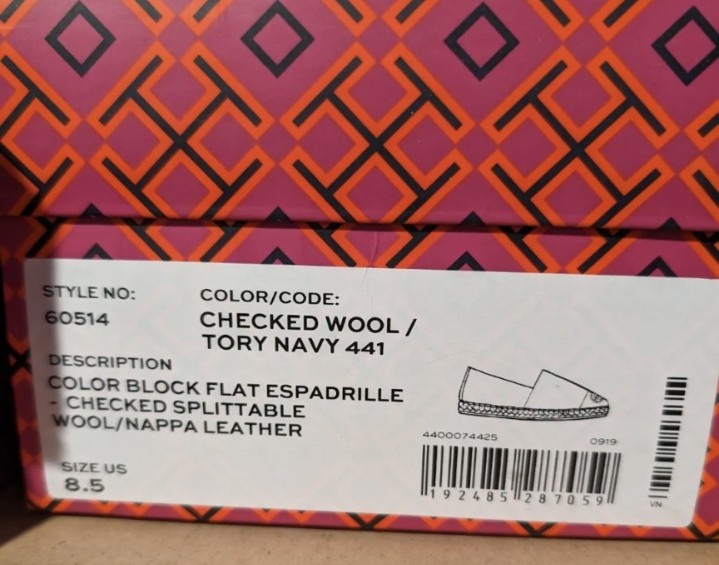 STYLE NO:
60514
COLOR/CODE:
CHECKED WOOL /
TORY NAVY 441
DESCRIPTION
COLOR BLOCK FLAT ESPADRILLE
- CHECKED SPLITTABLE
WOOL/NAPPA LEATHER
SIZE US
8.5
4400074425
0919
192485 287059
VN